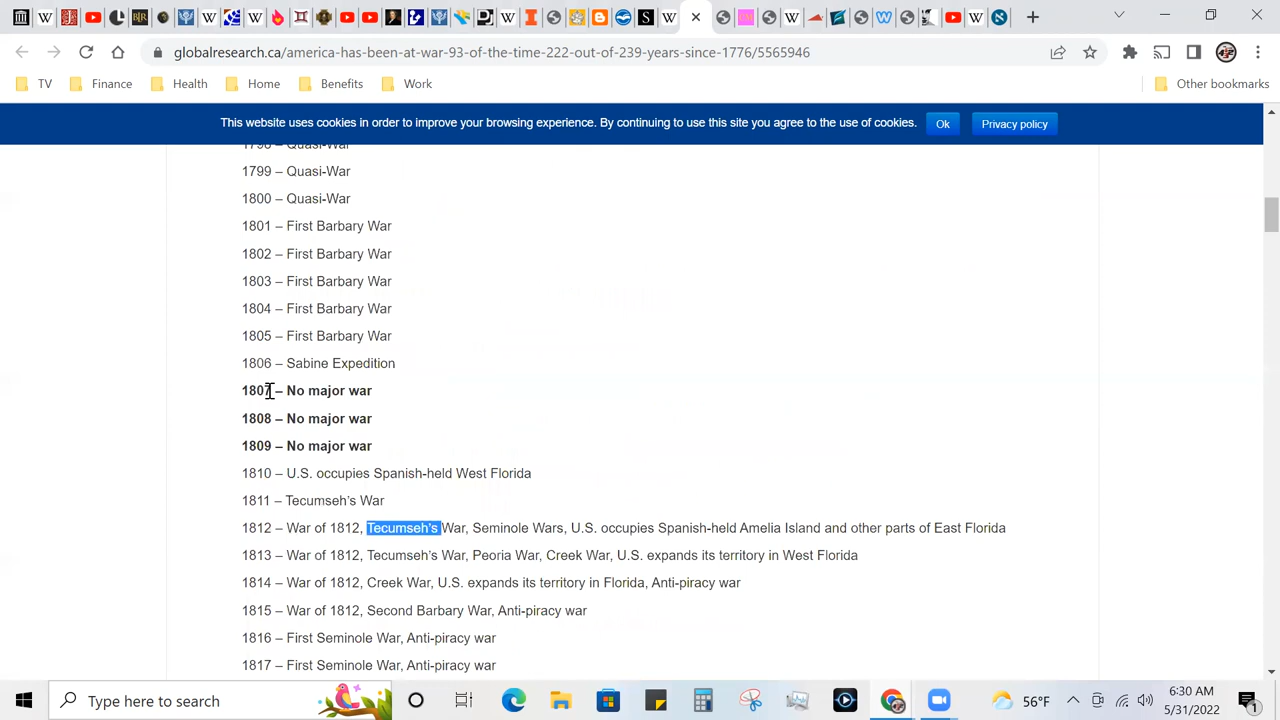 globalresearch.ca/america-has-been-at-war-93-of-the-time-222-out-of-239-years-since-1776/5565946
TV Finance Health Home Benefits Work Other bookmarks
This website uses cookies in order to improve your browsing experience. By continuing to use this site you agree to the use of cookies. Ok Privacy policy
1798 – Quasi-War
1799 – Quasi-War
1800 – Quasi-War
1801 – First Barbary War
1802 – First Barbary War
1803 – First Barbary War
1804 – First Barbary War
1805 – First Barbary War
1806 – Sabine Expedition
1807 – No major war
1808 – No major war
1809 – No major war
1810 – U.S. occupies Spanish-held West Florida
1811 – Tecumseh’s War
1812 – War of 1812, Tecumseh’s War, Seminole Wars, U.S. occupies Spanish-held Amelia Island and other parts of East Florida
1813 – War of 1812, Tecumseh’s War, Peoria War, Creek War, U.S. expands its territory in West Florida
1814 – War of 1812, Creek War, U.S. expands its territory in Florida, Anti-piracy war
1815 – War of 1812, Second Barbary War, Anti-piracy war
1816 – First Seminole War, Anti-piracy war
1817 – First Seminole War, Anti-piracy war
Type here to search
56°F
6:30 AM
5/31/2022
1